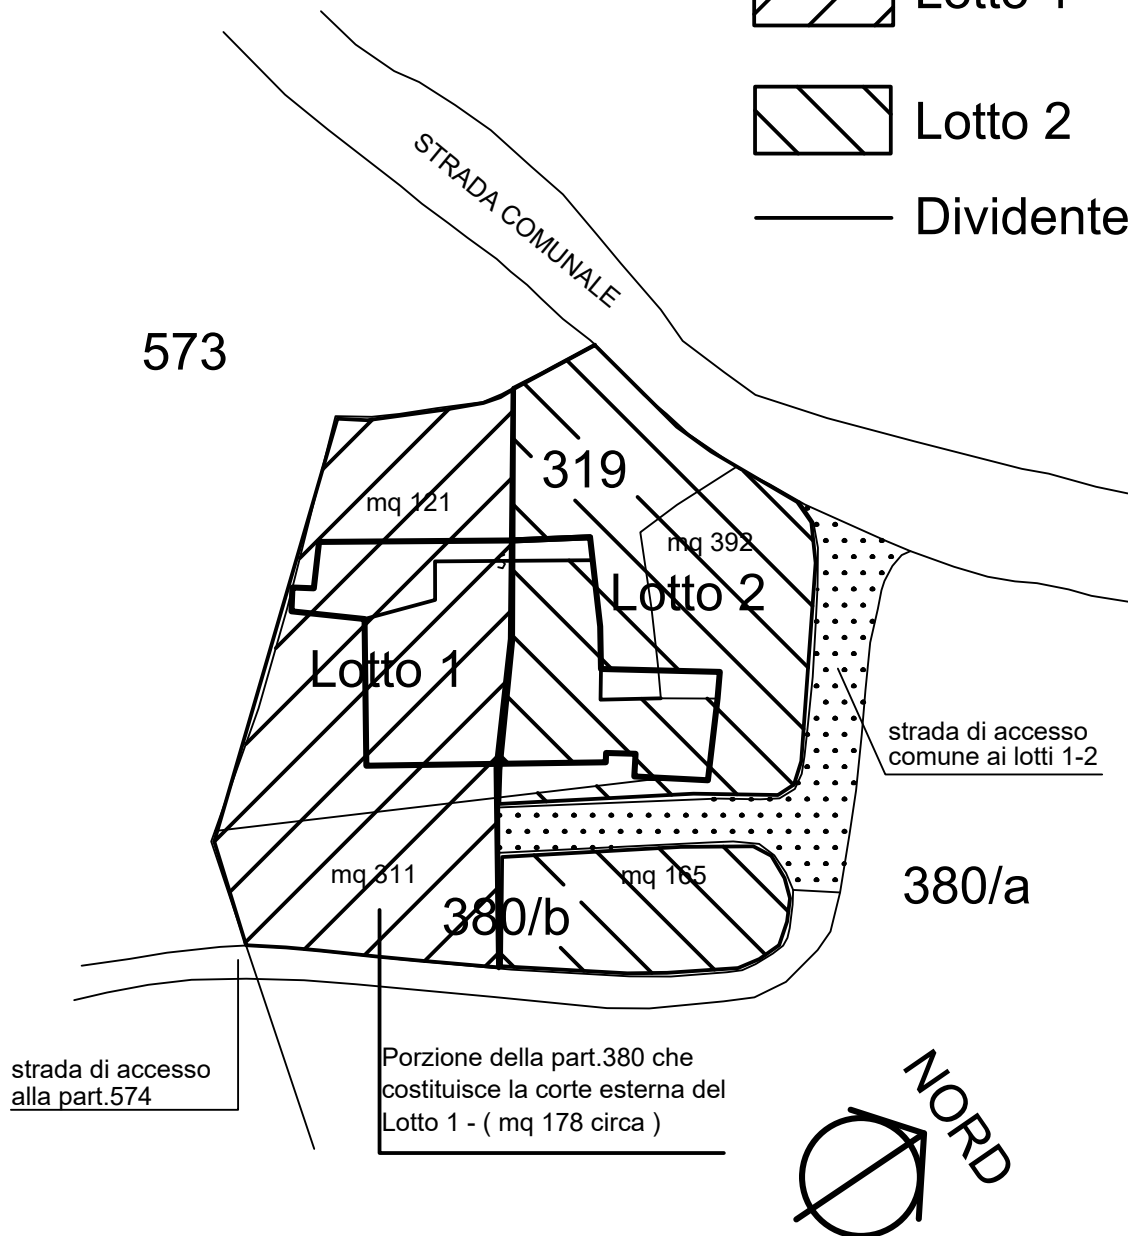 Lotto 1
Lotto 2
Dividente
STRADA COMUNALE
573
319
mq 121
mq 392
Lotto 2
Lotto 1
strada di accesso
comune ai lotti 1-2
mq 311
mq 165
380/a
380/b
strada di accesso
alla part.574
Porzione della part.380 che
costituisce la corte esterna del
Lotto 1 - ( mq 178 circa )
NORD